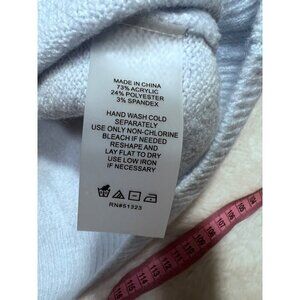 MADE IN CHINA
73% ACRYLIC
24% POLYESTER
3% SPANDEX
HAND WASH COLD
SEPARATELY
USE ONLY NON-CHLORINE
BLEACH IF NEEDED
RESHAPE AND
LAY FLAT TO DRY
USE LOW IRON
IF NECESSARY
RN#51323